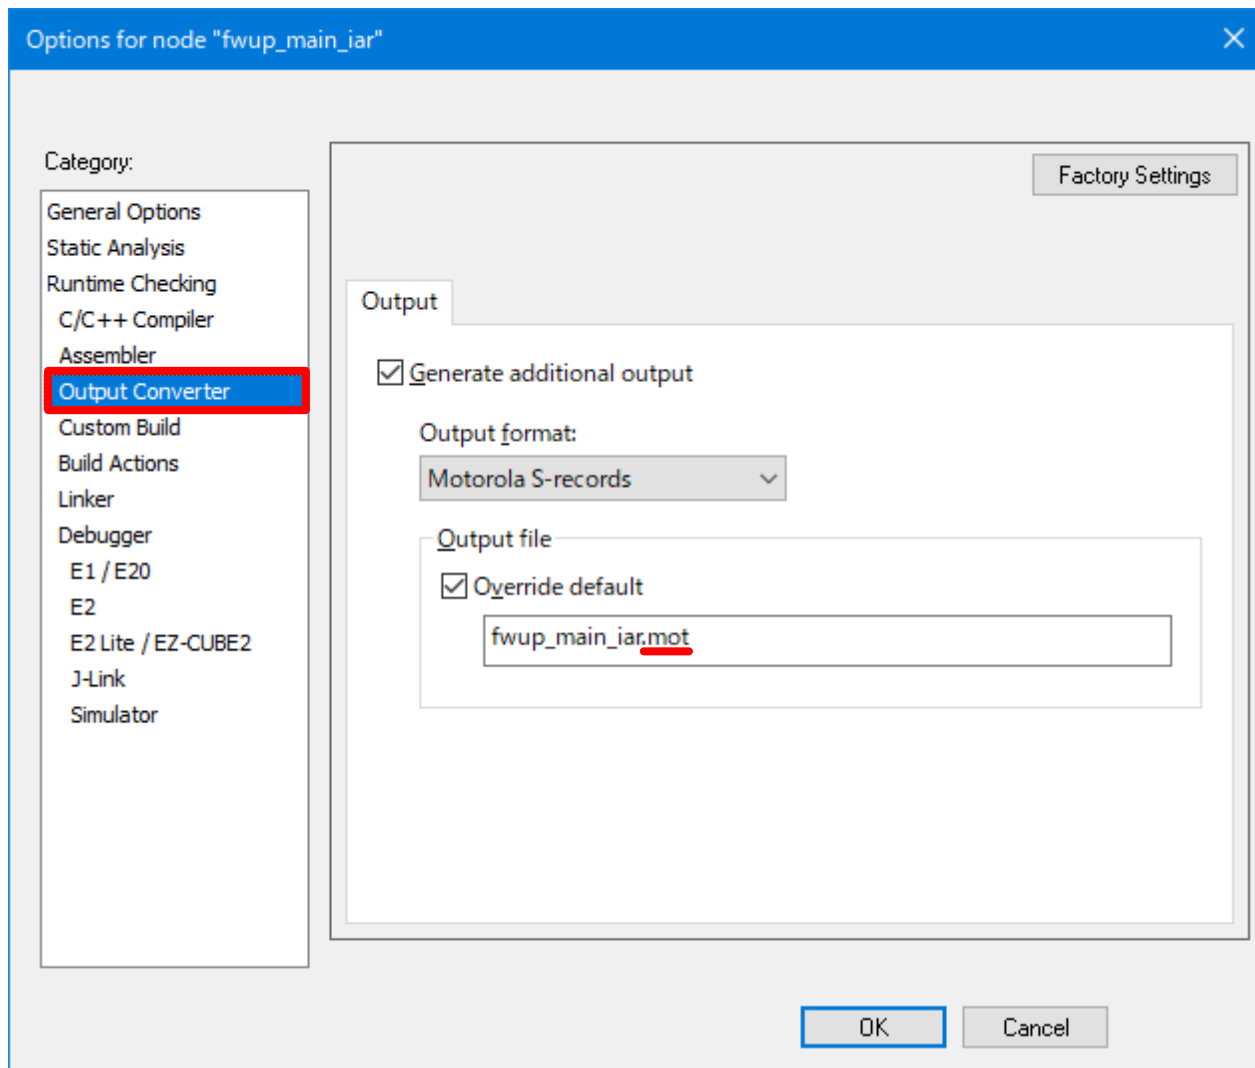 Options for node "fwup_main_iar"
Category:
Factory Settings
General Options
Static Analysis
Runtime Checking
C/C++ Compiler
Assembler
Output Converter
Custom Build
Build Actions
Linker
Debugger
E1 / E20
E2
E2 Lite / EZ-CUBE2
J-Link
Simulator
Output
Generate additional output
Output format:
Motorola S-records
Output file
Override default
fwup_main_iar.mot
OK
Cancel